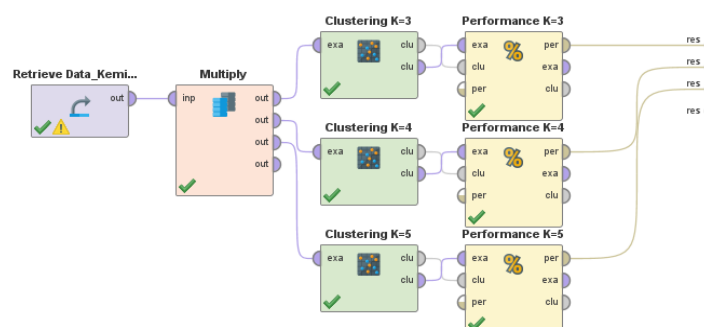 Clustering K=3 Performance K=3
exa clu exa % per res
clu clu exa res
Retrieve Data_Kemi... Multiply per clu res
out inp out
out res
out Clustering K=4 Performance K=4
out exa clu exa % per
clu clu exa
per clu
Clustering K=5 Performance K=5
exa clu exa % per
clu clu exa
per clu